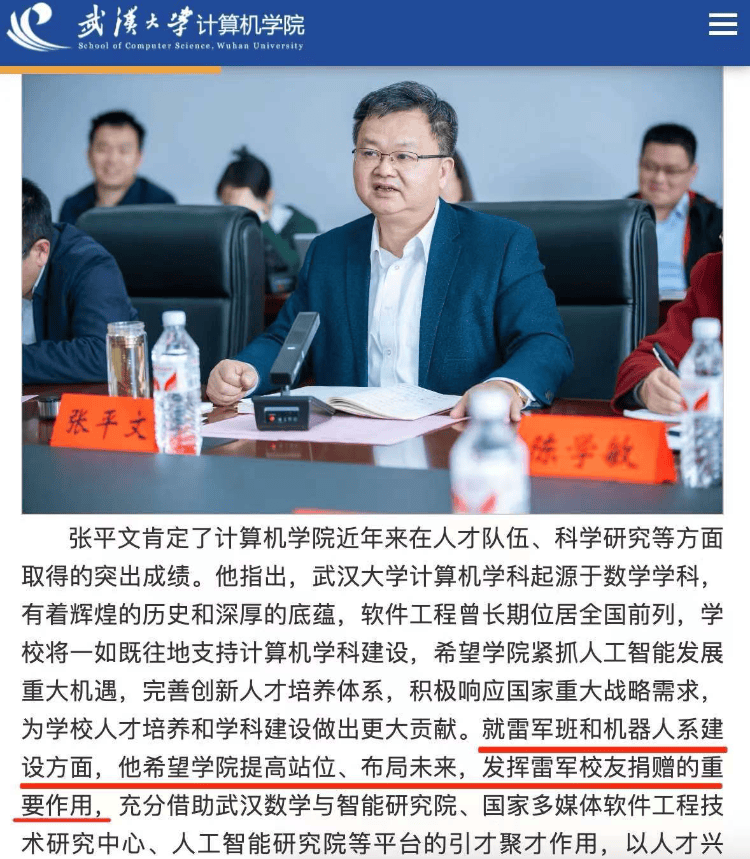 武漢大学 计算机学院
School of Computer Science, Wuhan University
张平文
陈学敏
张平文肯定了计算机学院近年来在人才队伍、科学研究等方面
取得的突出成绩。他指出，武汉大学计算机学科起源于数学学科，
有着辉煌的历史和深厚的底蕴，软件工程曾长期位居全国前列，学
校将一如既往地支持计算机学科建设，希望学院紧抓人工智能发展
重大机遇，完善创新人才培养体系，积极响应国家重大战略需求，
为学校人才培养和学科建设做出更大贡献。就雷军班和机器人系建
设方面，他希望学院提高站位、布局未来，发挥雷军校友捐赠的重
要作用，充分借助武汉数学与智能研究院、国家多媒体软件工程技
术研究中心、人工智能研究院等平台的引才聚才作用，以人才兴